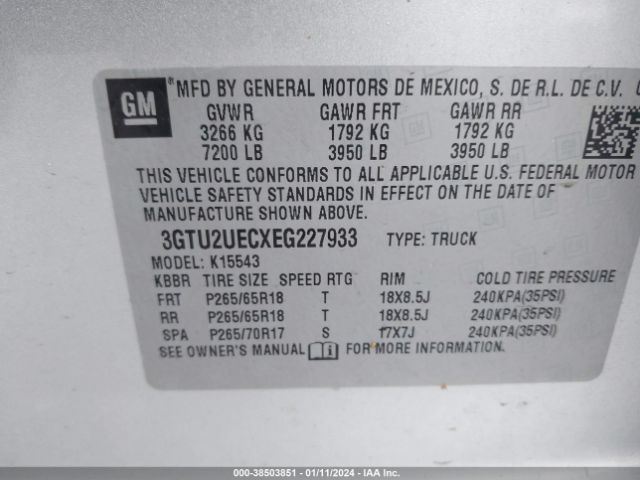 GM
® MFD BY GENERAL MOTORS DE MEXICO, S. DE R.L. DE C.V.
GVWR GAWR FRT GAWR RR
3266 KG 1792 KG 1792 KG
7200 LB 3950 LB 3950 LB
THIS VEHICLE CONFORMS TO ALL APPLICABLE U.S. FEDERAL MOTOR
VEHICLE SAFETY STANDARDS IN EFFECT ON THE DATE OF
MANUFACTURE SHOWN ABOVE.
3GTU2UECXEG227933 TYPE: TRUCK
MODEL: K15543
KBBR TIRE SIZE SPEED RTG RIM COLD TIRE PRESSURE
FRT P265/65R18 T 18X8.5J 240KPA(35PSI)
RR P265/65R18 T 18X8.5J 240KPA(35PSI)
SPA P265/70R17 S 17X7J 240KPA(35PSI)
SEE OWNER'S MANUAL FOR MORE INFORMATION.
000-38503851 - 01/11/2024 - IAA Inc.